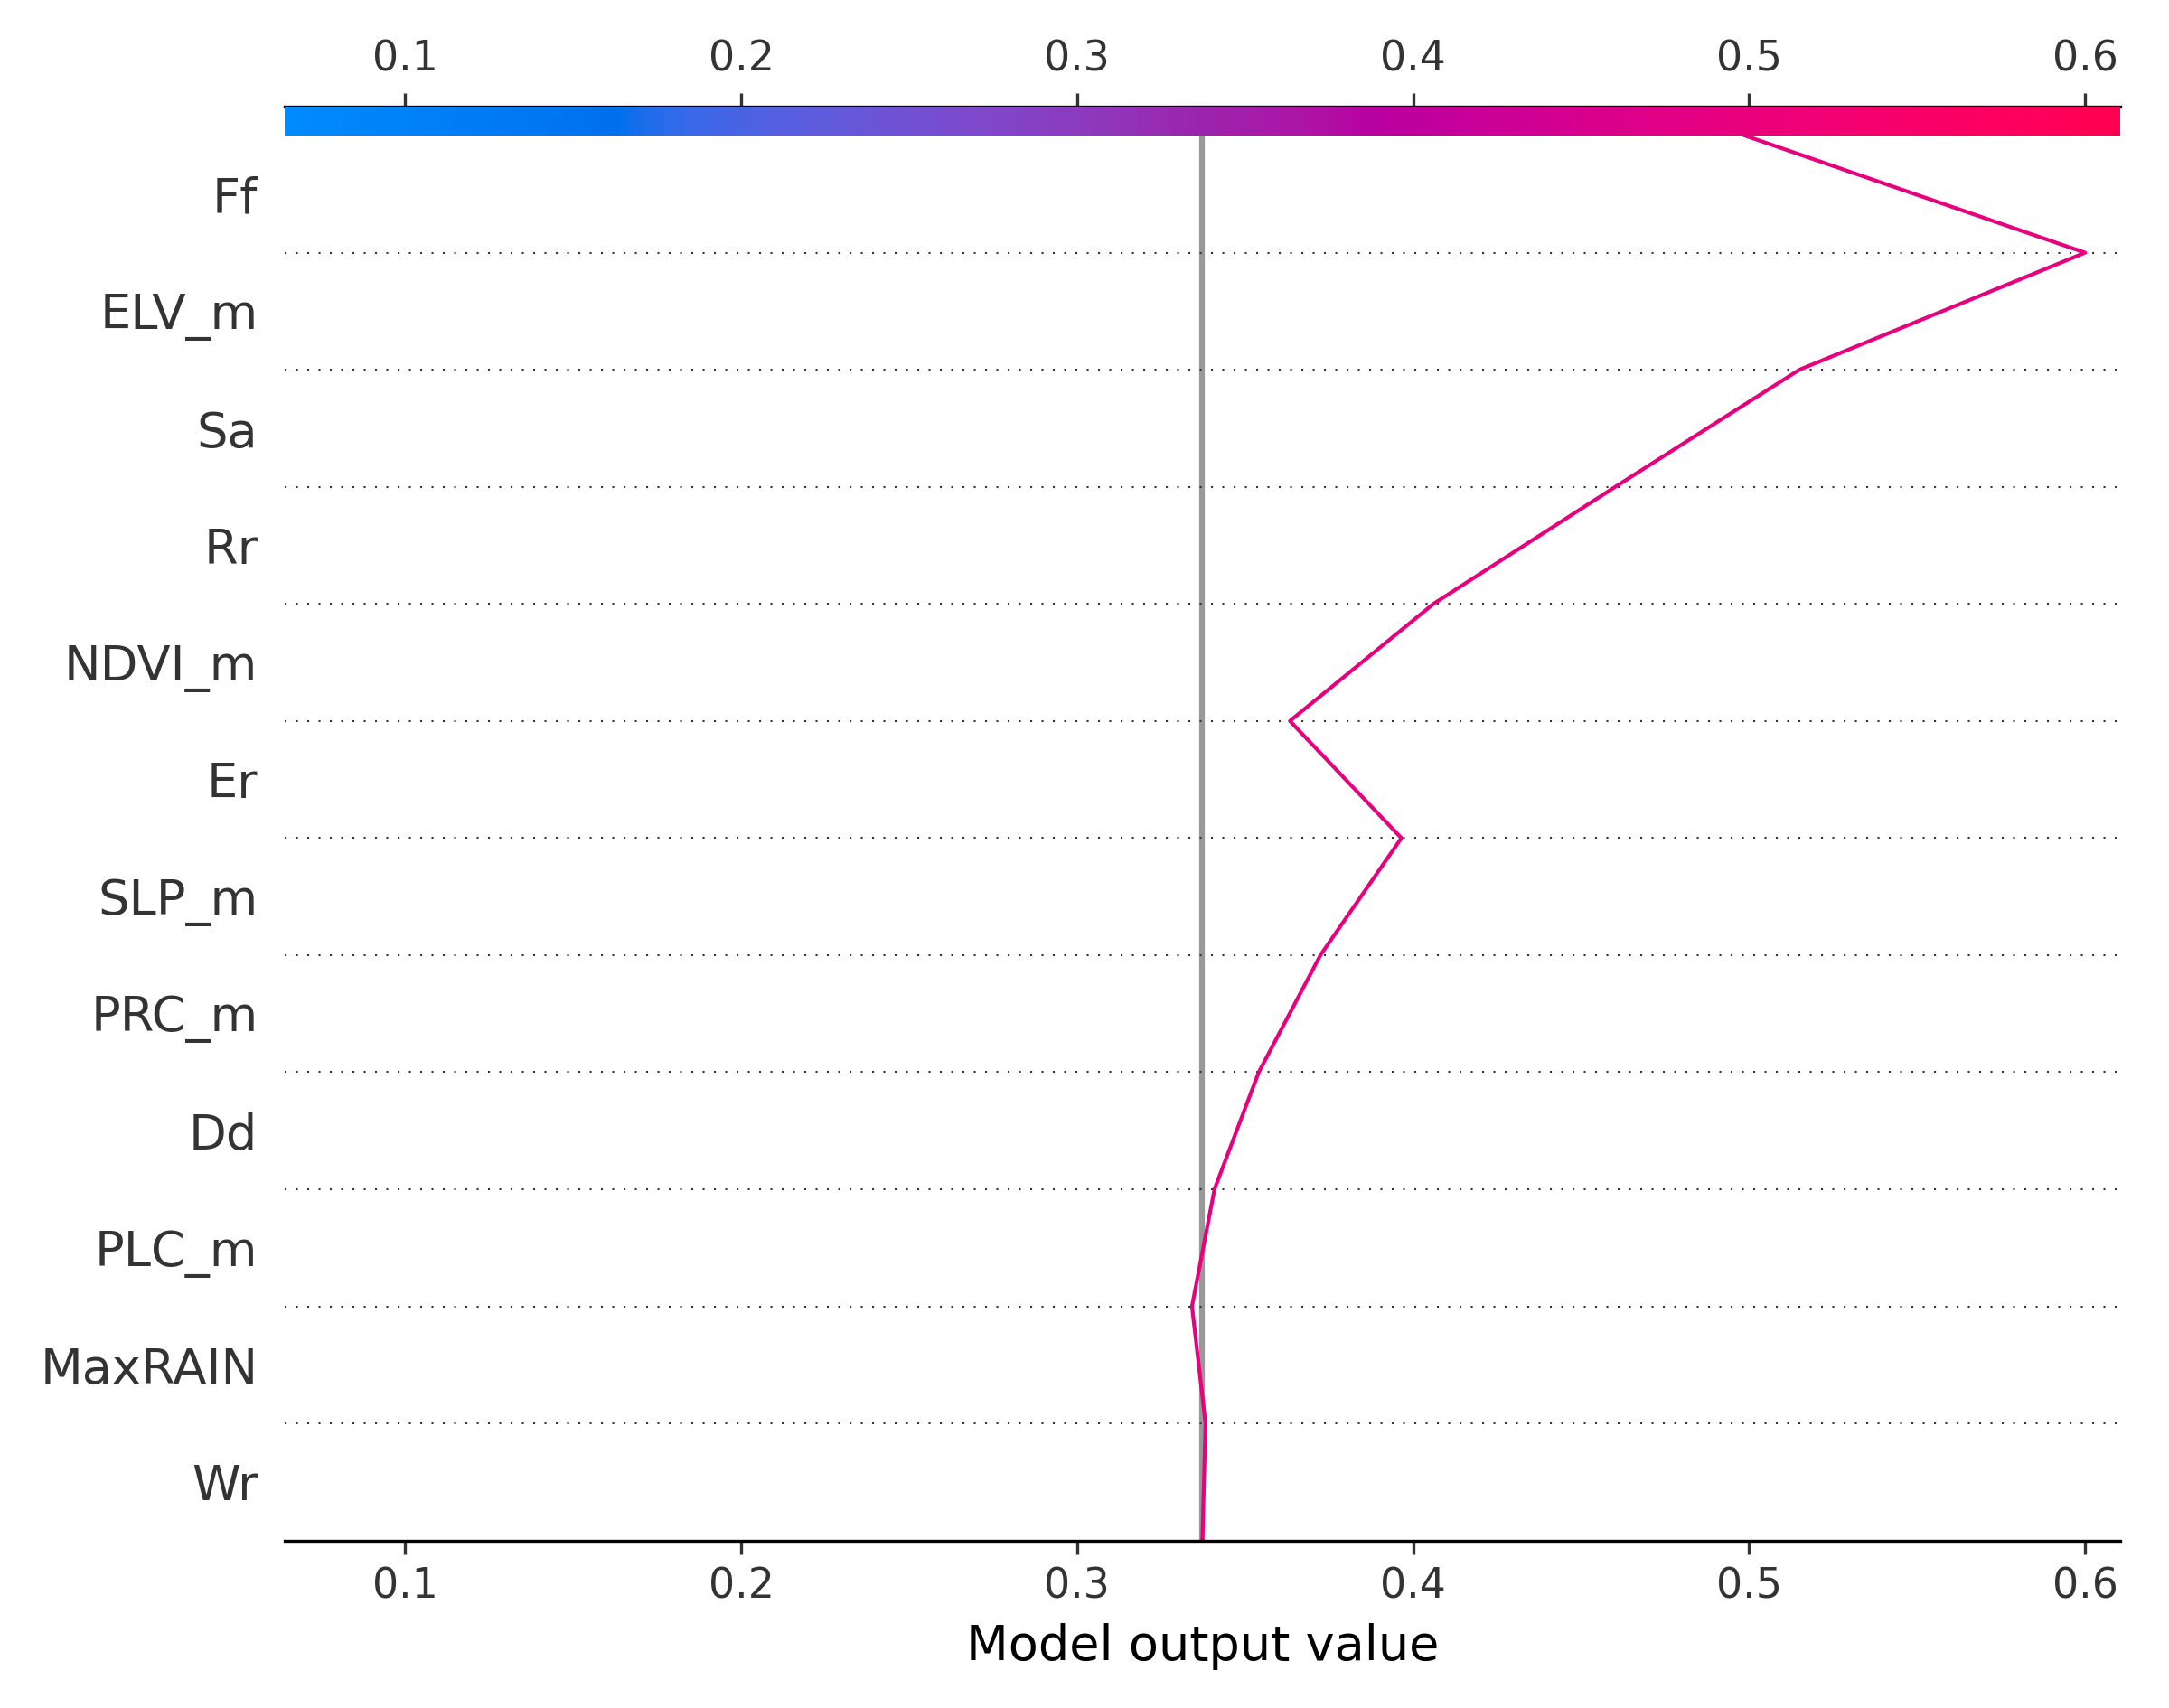 0.1 0.2 0.3 0.4 0.5 0.6
Ff
ELV_m
Sa
Rr
NDVI_m
Er
SLP_m
PRC_m
Dd
PLC_m
MaxRAIN
Wr
0.1 0.2 0.3 0.4 0.5 0.6
Model output value